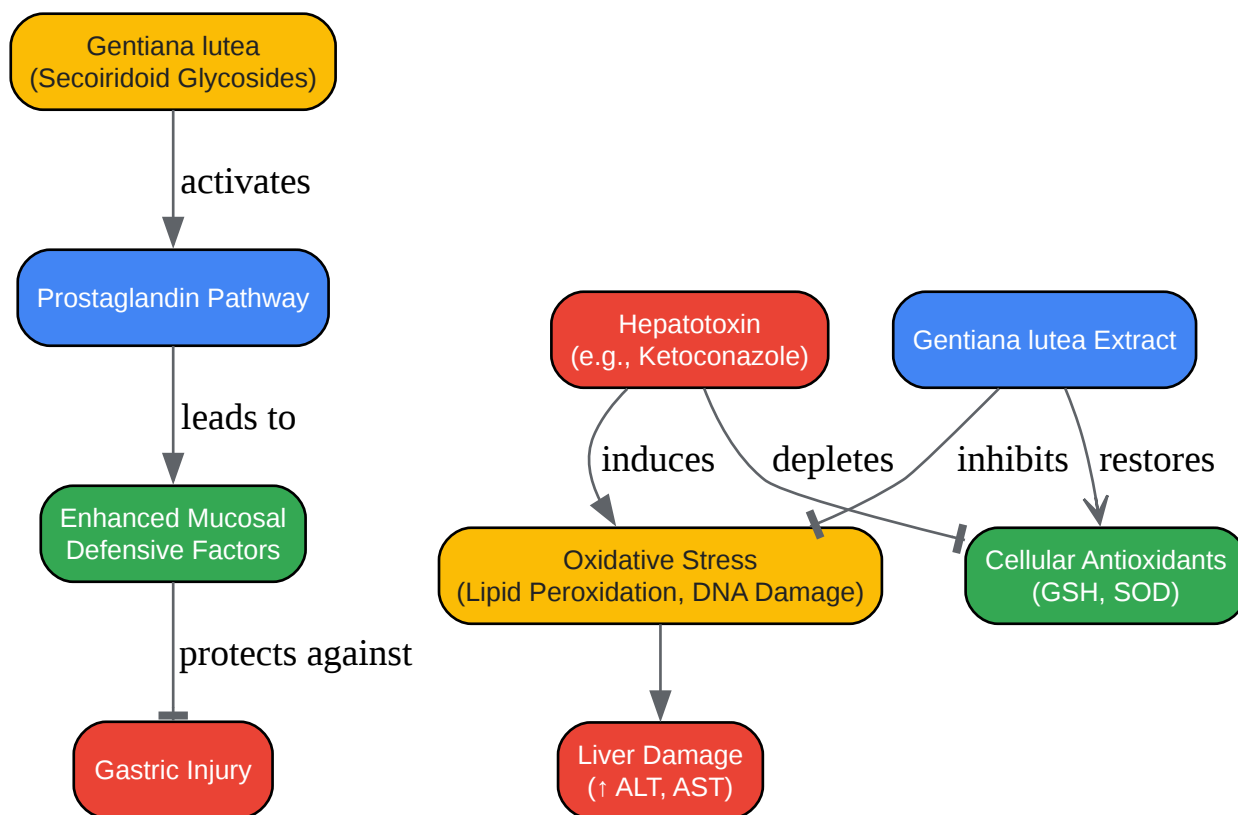 Gentiana lutea
(Secoiridoid Glycosides)
activates
Prostaglandin Pathway
leads to
Enhanced Mucosal
Defensive Factors
protects against
Gastric Injury
Hepatotoxin
(e.g., Ketoconazole)
Gentiana lutea Extract
induces
depletes
inhibits
restores
Oxidative Stress
(Lipid Peroxidation, DNA Damage)
Cellular Antioxidants
(GSH, SOD)
Liver Damage
(↑ ALT, AST)